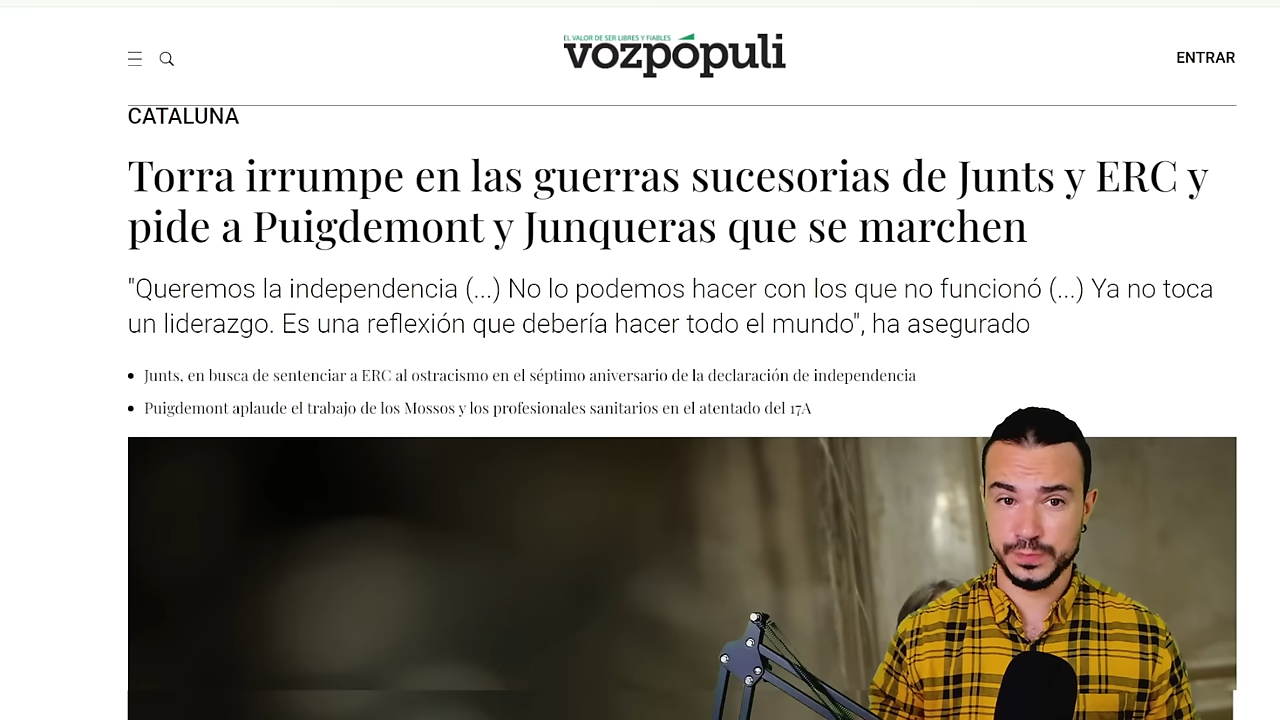 EL VALOR DE SER LIBRES Y FIABLES
vozpópuli
ENTRAR
CATALUNA
Torra irrumpe en las guerras sucesorias de Junts y ERC y
pide a Puigdemont y Junqueras que se marchen
"Queremos la independencia (...) No lo podemos hacer con los que no funcionó (...) Ya no toca
un liderazgo. Es una reflexión que debería hacer todo el mundo", ha asegurado
Junts, en busca de sentenciar a ERC al ostracismo en el séptimo aniversario de la declaración de independencia
Puigdemont aplaude el trabajo de los Mossos y los profesionales sanitarios en el atentado del 17A